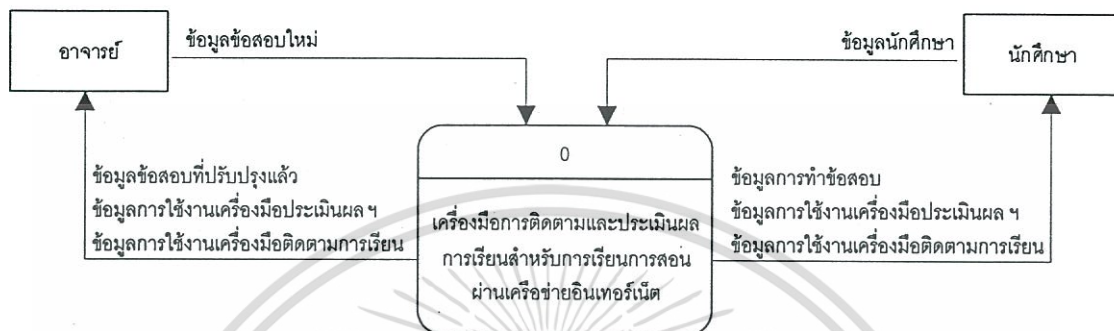 อาจารย์
ข้อมูลข้อสอบใหม่
ข้อมูลนักศึกษา
นักศึกษา
0
เครื่องมือการติดตามและประเมินผล
การเรียนสำหรับการเรียนการสอน
ผ่านเครือข่ายอินเทอร์เน็ต
ข้อมูลข้อสอบที่ปรับปรุงแล้ว
ข้อมูลการใช้งานเครื่องมือประเมินผล ฯ
ข้อมูลการใช้งานเครื่องมือติดตามการเรียน
ข้อมูลการทำข้อสอบ
ข้อมูลการใช้งานเครื่องมือประเมินผล ฯ
ข้อมูลการใช้งานเครื่องมือติดตามการเรียน